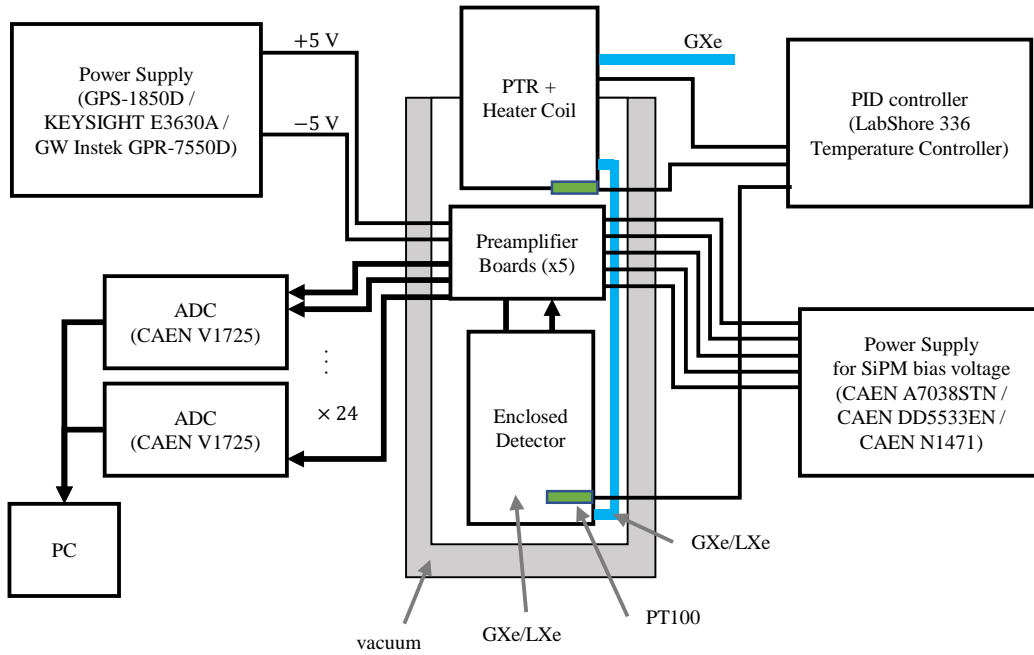 +5 V
−5 V
Power Supply
(GPS-1850D /
KEYSIGHT E3630A /
GW Instek GPR-7550D)
PTR +
Heater Coil
GXe
PID controller
(LabShore 336
Temperature Controller)
Preamplifier
Boards (x5)
ADC
(CAEN V1725)
...
× 24
ADC
(CAEN V1725)
Enclosed
Detector
Power Supply
for SiPM bias voltage
(CAEN A7038STN /
CAEN DD5533EN /
CAEN N1471)
PC
GXe/LXe
PT100
GXe/LXe
vacuum